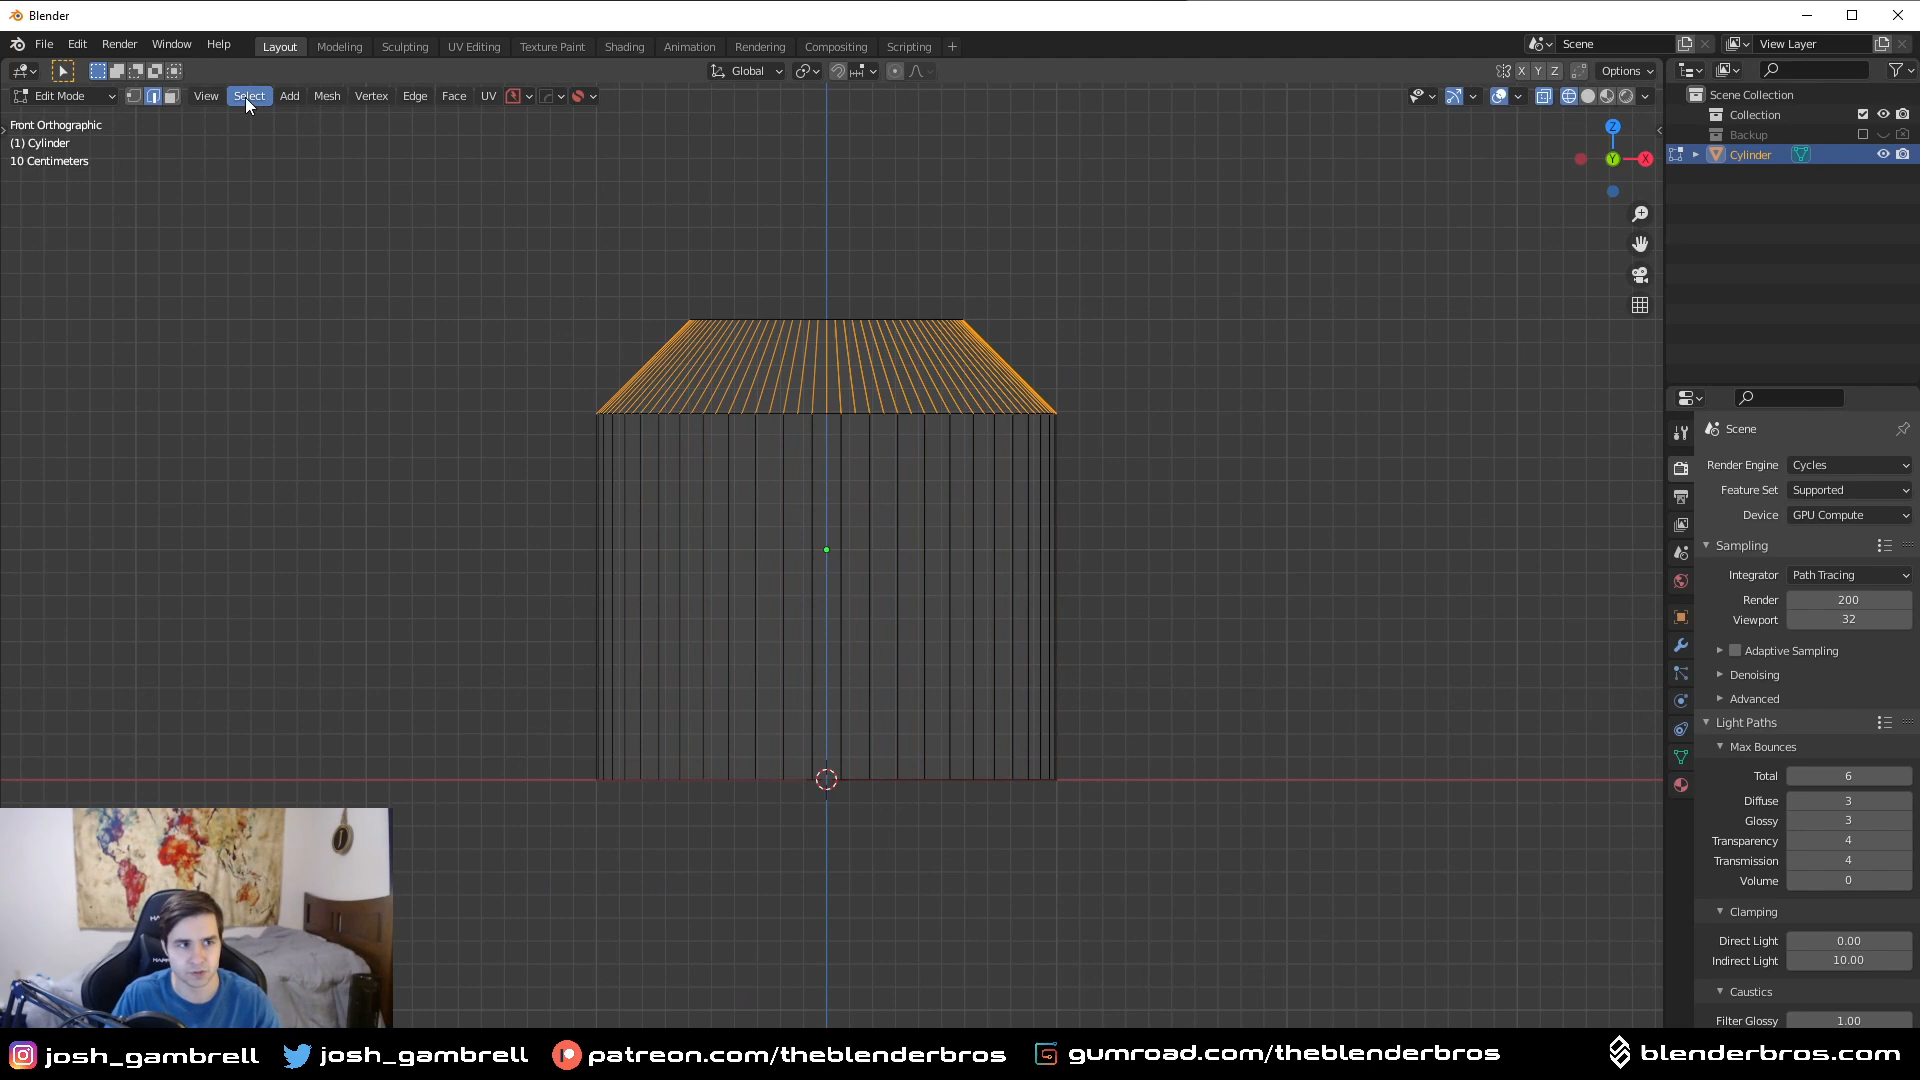 Blender
File Edit Render Window Help Layout Modeling Sculpting UV Editing Texture Paint Shading Animation Rendering Compositing Scripting + Scene View Layer
Global X Y Z Options
Edit Mode View Select Add Mesh Vertex Edge Face UV
Scene Collection
Collection
Backup
Cylinder
Front Orthographic
(1) Cylinder
10 Centimeters
Z
Y
X
Scene
Render Engine Cycles
Feature Set Supported
Device GPU Compute
Sampling
Integrator Path Tracing
Render 200
Viewport 32
Adaptive Sampling
Denoising
Advanced
Light Paths
Max Bounces
Total 6
Diffuse 3
Glossy 3
Transparency 4
Transmission 4
Volume 0
Clamping
Direct Light 0.00
Indirect Light 10.00
Caustics
Filter Glossy 1.00
josh_gambrell josh_gambrell patreon.com/theblenderbros gumroad.com/theblenderbros blenderbros.com